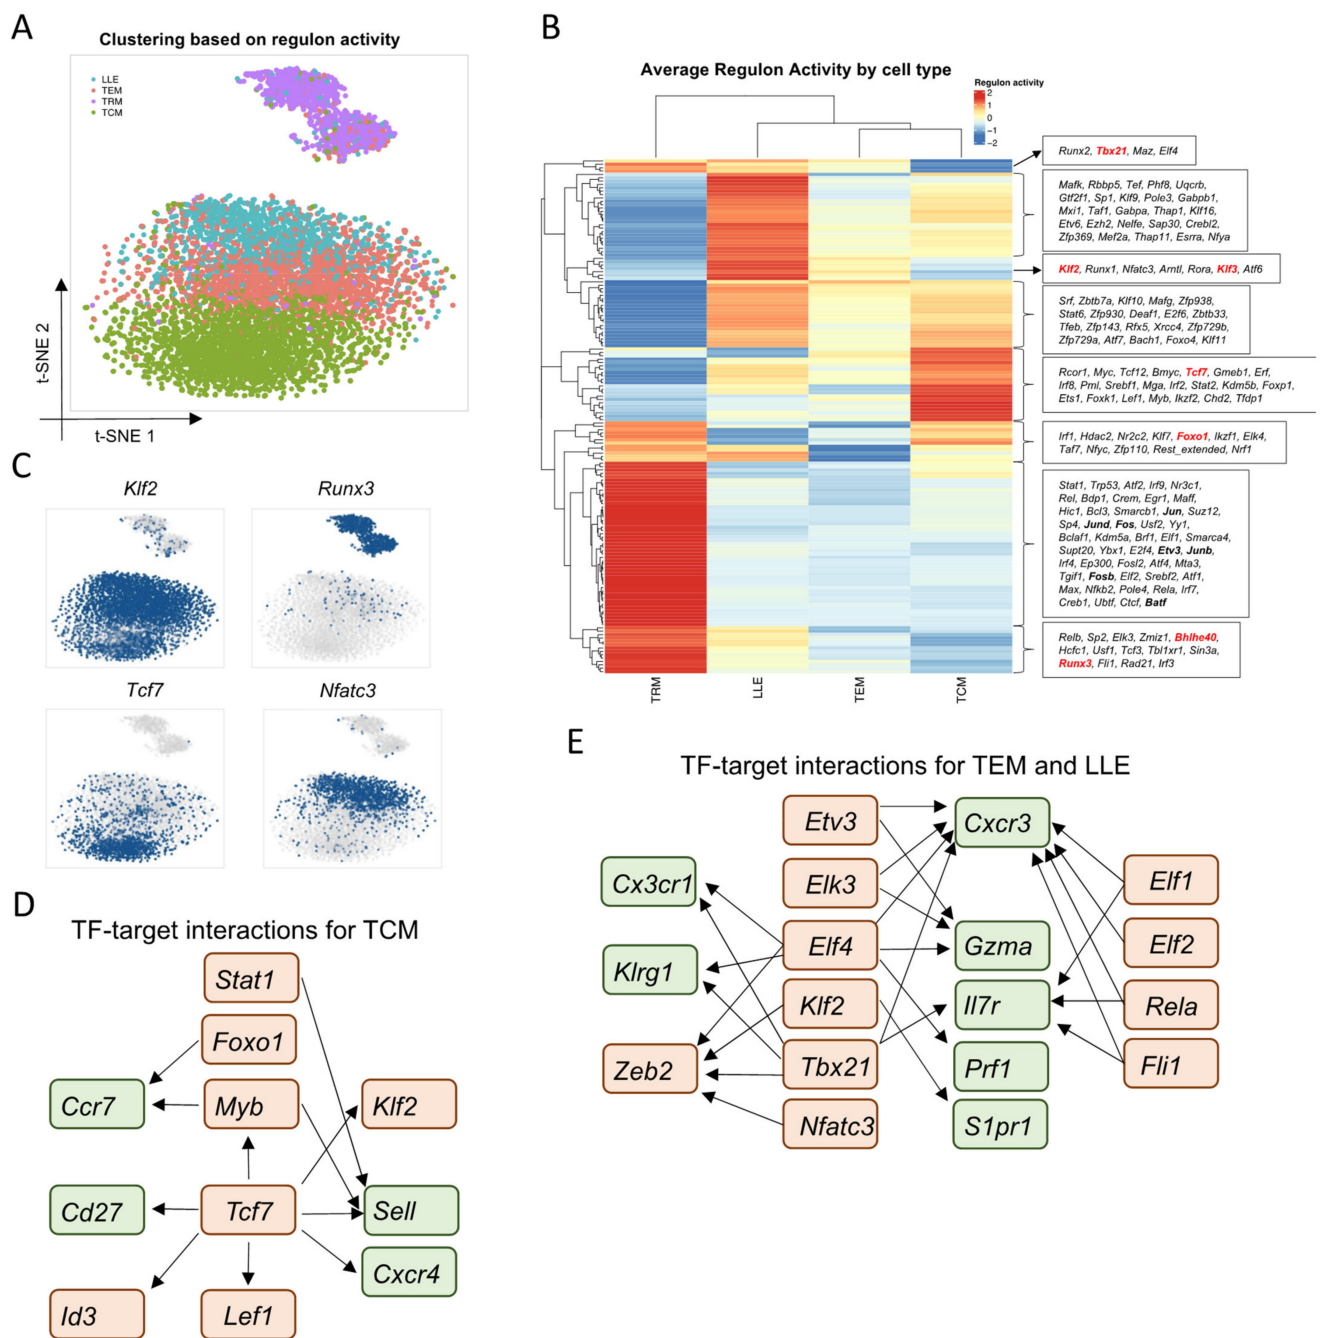 A
Clustering based on regulon activity
LLE
TEM
TRM
TCM
t-SNE 2
t-SNE 1
B
Average Regulon Activity by cell type
Regulon activity
2
1
0
−1
−2
TRM
LLE
TEM
TCM
Runx2, Tbx21, Maz, Elf4
Mafk, Rbbp5, Tef, Phf8, Uqcrb,
Gtf2f1, Sp1, Klf9, Pole3, Gabpb1,
Mxi1, Taf1, Gabpa, Thap1, Klf16,
Etv6, Ezh2, Nelfe, Sap30, Crebl2,
Zfp369, Mef2a, Thap11, Esrra, Nfya
Klf2, Runx1, Nfatc3, Arntl, Rora, Klf3, Atf6
Srf, Zbtb7a, Klf10, Mafg, Zfp938,
Stat6, Zfp930, Deaf1, E2f6, Zbtb33,
Tfeb, Zfp143, Rfx5, Xrcc4, Zfp729b,
Zfp729a, Atf7, Bach1, Foxo4, Klf11
Rcor1, Myc, Tcf12, Bmyc, Tcf7, Gmeb1, Erf,
Irf8, Pml, Srebf1, Mga, Irf2, Stat2, Kdm5b, Foxp1,
Ets1, Foxk1, Lef1, Myb, Ikzf2, Chd2, Tfdp1
Irf1, Hdac2, Nr2c2, Klf7, Foxo1, Ikzf1, Elk4,
Taf7, Nfyc, Zfp110, Rest_extended, Nrf1
Stat1, Trp53, Atf2, Irf9, Nr3c1,
Rel, Bdp1, Crem, Egr1, Maff,
Hic1, Bcl3, Smarcb1, Jun, Suz12,
Sp4, Jund, Fos, Usf2, Yy1,
Bclaf1, Kdm5a, Brf1, Elf1, Smarca4,
Supt20, Ybx1, E2f4, Etv3, Junb,
Irf4, Ep300, Fosl2, Atf4, Mta3,
Tgif1, Fosb, Elf2, Srebf2, Atf1,
Max, Nfkb2, Pole4, Rela, Irf7,
Creb1, Ubtf, Ctcf, Batf
Relb, Sp2, Elk3, Zmiz1, Bhlhe40,
Hcfc1, Usf1, Tcf3, Tbl1xr1, Sin3a,
Runx3, Fli1, Rad21, Irf3
C
Klf2
Runx3
Tcf7
Nfatc3
D
TF-target interactions for TCM
Stat1
Foxo1
Ccr7
Myb
Klf2
Cd27
Tcf7
Sell
Cxcr4
Id3
Lef1
E
TF-target interactions for TEM and LLE
Etv3
Cxcr3
Cx3cr1
Elk3
Elf1
Klrg1
Elf4
Gzma
Elf2
Klf2
Il7r
Rela
Zeb2
Tbx21
Prf1
Fli1
Nfatc3
S1pr1